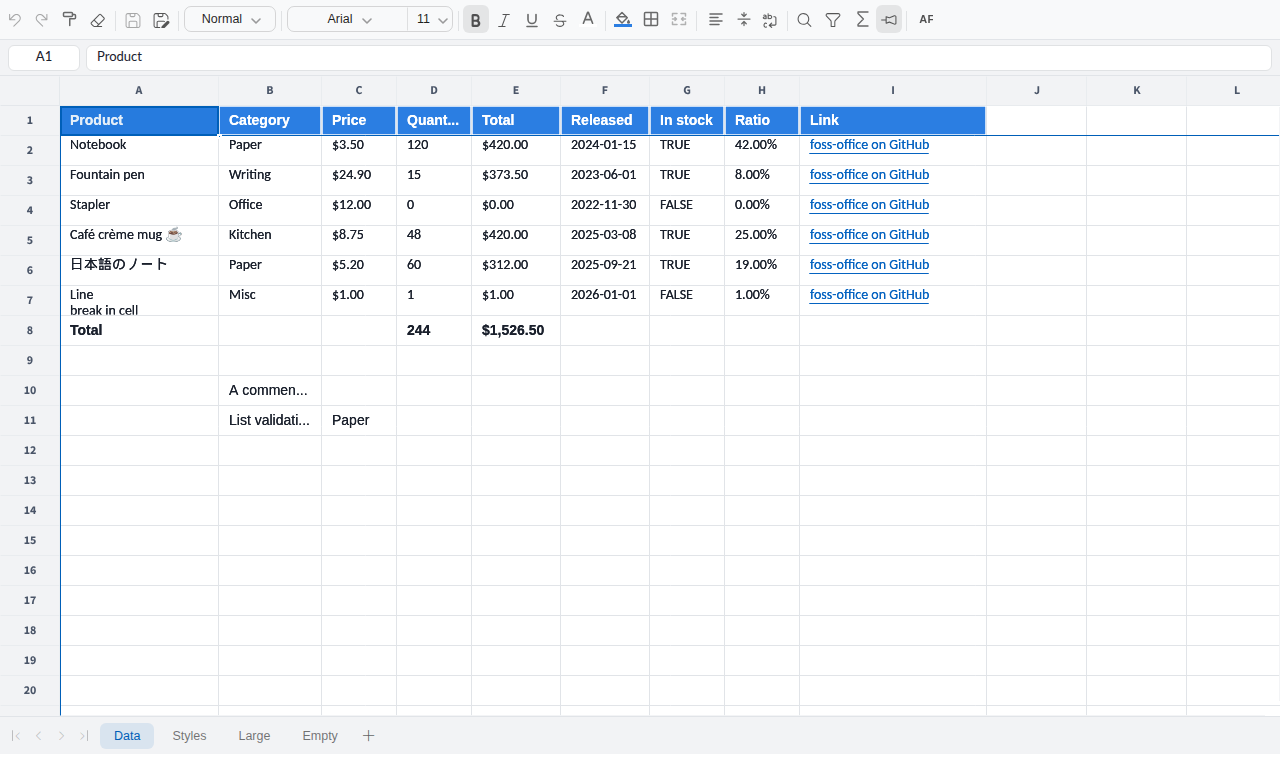 Normal Arial 11 AF
A1 Product
A B C D E F G H I J K L
1 Product Category Price Quant... Total Released In stock Ratio Link
2 Notebook Paper $3.50 120 $420.00 2024-01-15 TRUE 42.00% foss-office on GitHub
3 Fountain pen Writing $24.90 15 $373.50 2023-06-01 TRUE 8.00% foss-office on GitHub
4 Stapler Office $12.00 0 $0.00 2022-11-30 FALSE 0.00% foss-office on GitHub
5 Café crème mug ☕ Kitchen $8.75 48 $420.00 2025-03-08 TRUE 25.00% foss-office on GitHub
6 日本語のノート Paper $5.20 60 $312.00 2025-09-21 TRUE 19.00% foss-office on GitHub
7 Line Misc $1.00 1 $1.00 2026-01-01 FALSE 1.00% foss-office on GitHub
break in cell
8 Total 244 $1,526.50
9
10 A commen...
11 List validati... Paper
12
13
14
15
16
17
18
19
20
Data Styles Large Empty